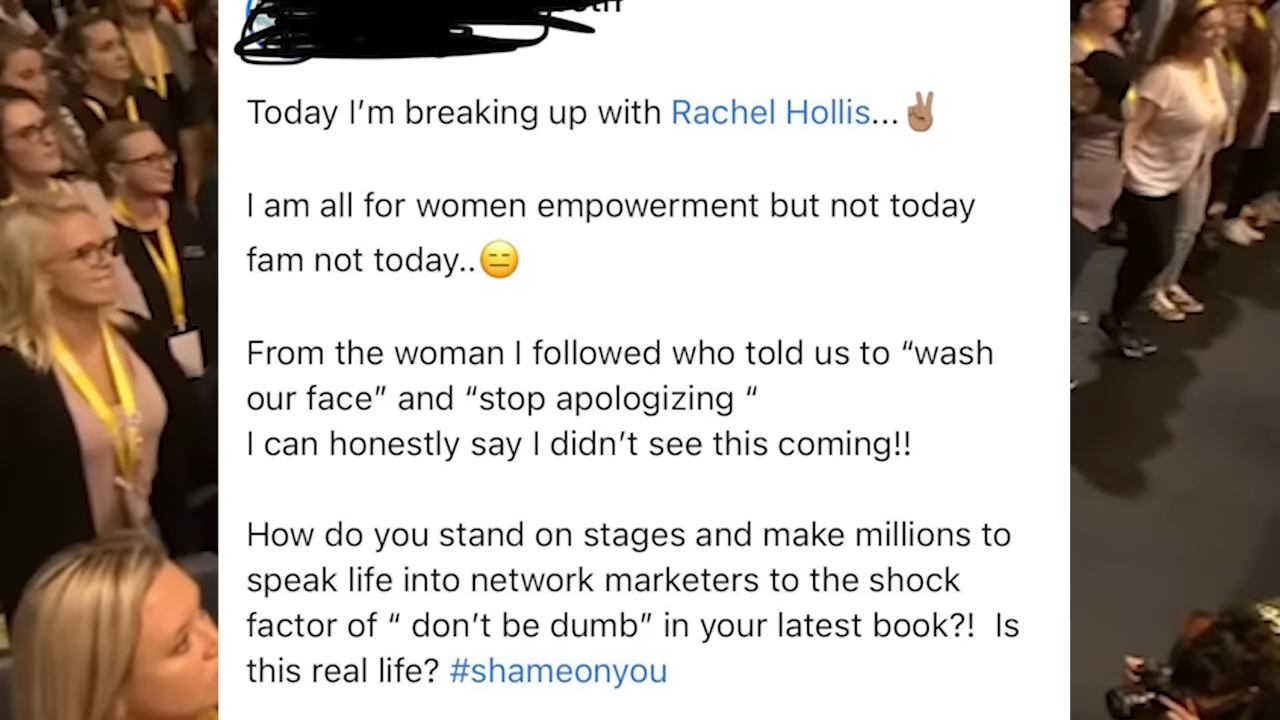 Today I’m breaking up with Rachel Hollis...✌🏽
I am all for women empowerment but not today
fam not today..😑
From the woman I followed who told us to “wash
our face” and “stop apologizing “
I can honestly say I didn’t see this coming!!
How do you stand on stages and make millions to
speak life into network marketers to the shock
factor of “ don’t be dumb” in your latest book?!  Is
this real life? #shameonyou